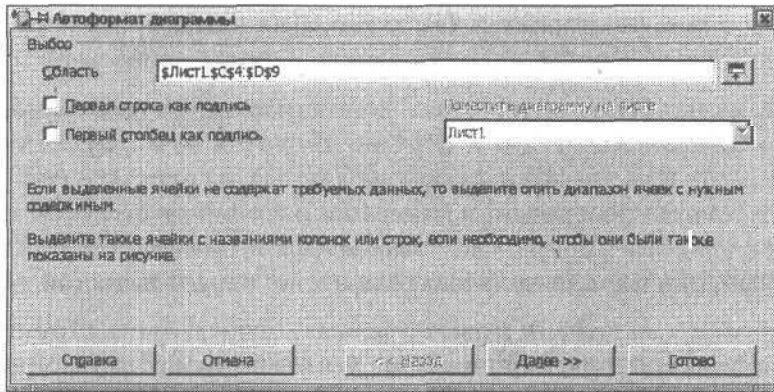 Автоформат диаграммы
Выбор
Область
$Лист1.$C$4:$D$9
Первая строка как подпись
Поместить диаграмму на листе
Первый столбец как подпись
Лист1
Если выделенные ячейки не содержат требуемых данных, то выделите опять диапазон ячеек с нужным
содержимым.
Выделите также ячейки с названиями колонок или строк, если необходимо, чтобы они были также
показаны на рисунке.
Справка
Отмена
<< Назад
Далее >>
Готово